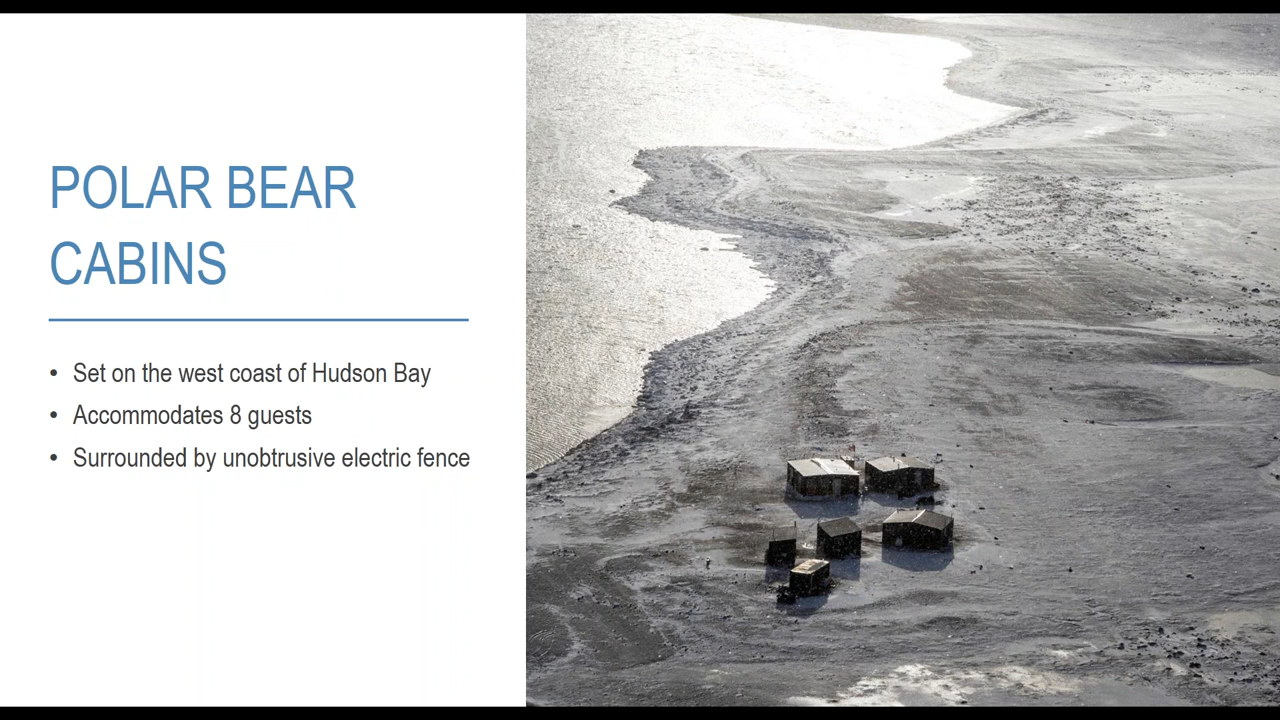 POLAR BEAR
CABINS
• Set on the west coast of Hudson Bay
• Accommodates 8 guests
• Surrounded by unobtrusive electric fence